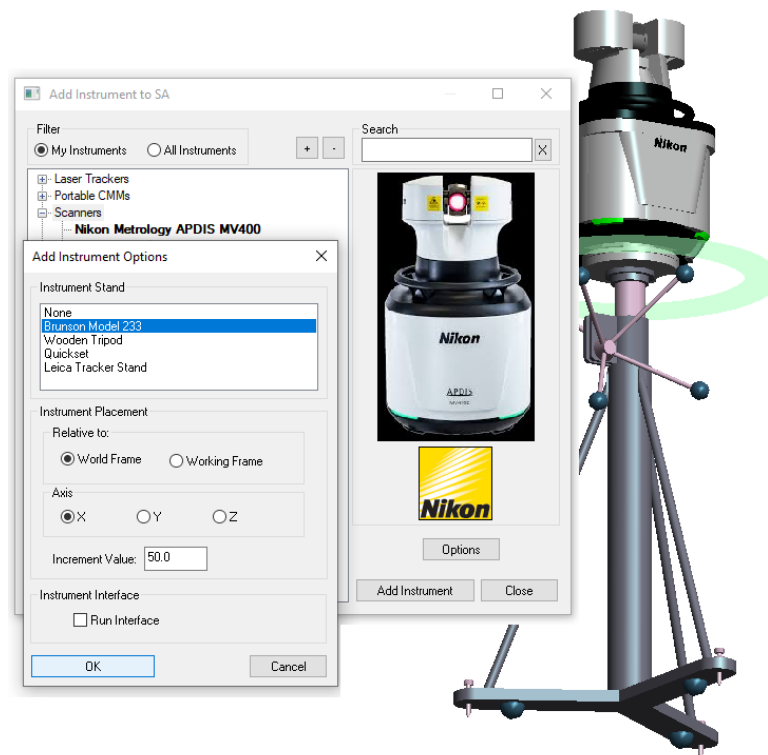 Add Instrument to SA
Filter
My Instruments
All Instruments
+
-
Search
X
Laser Trackers
Portable CMMs
Scanners
Nikon Metrology APDIS MV400
Add Instrument Options
Instrument Stand
None
Brunson Model 233
Wooden Tripod
Quickset
Leica Tracker Stand
Instrument Placement
Relative to:
World Frame
Working Frame
Axis
X
Y
Z
Increment Value:
50.0
Instrument Interface
Run Interface
OK
Cancel
Nikon
APDIS
Nikon
Options
Add Instrument
Close
Nikon